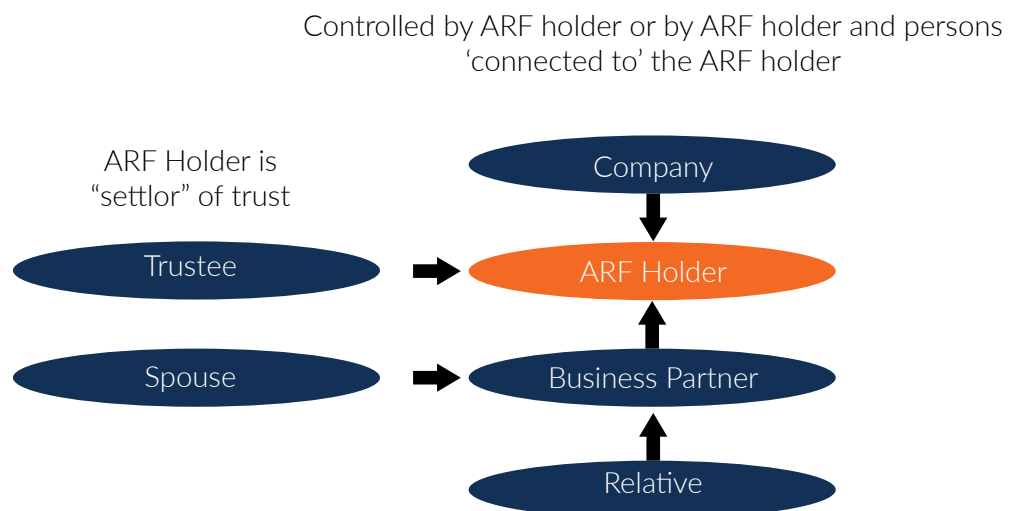 Controlled by ARF holder or by ARF holder and persons
‘connected to’ the ARF holder
ARF Holder is
“settlor” of trust
Company
Trustee
ARF Holder
Spouse
Business Partner
Relative